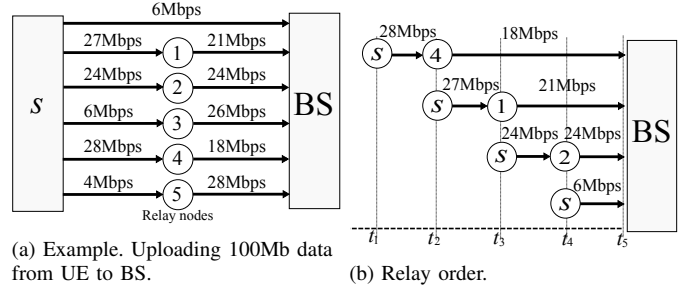 6Mbps
27Mbps 1 21Mbps
24Mbps 2 24Mbps
s BS
6Mbps 3 26Mbps
28Mbps 4 18Mbps
4Mbps 5 28Mbps
Relay nodes
(a) Example. Uploading 100Mb data
from UE to BS.
28Mbps 18Mbps
s 4
27Mbps 21Mbps
s 1
BS
24Mbps 24Mbps
s 2
6Mbps
s
t1 t2 t3 t4 t5
(b) Relay order.